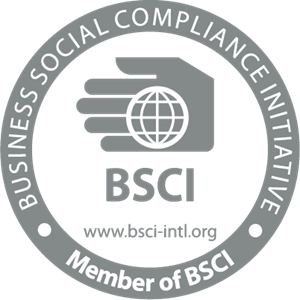 BUSINESS SOCIAL COMPLIANCE INITIATIVE
BSCI
www.bsci-intl.org
Member of BSCI